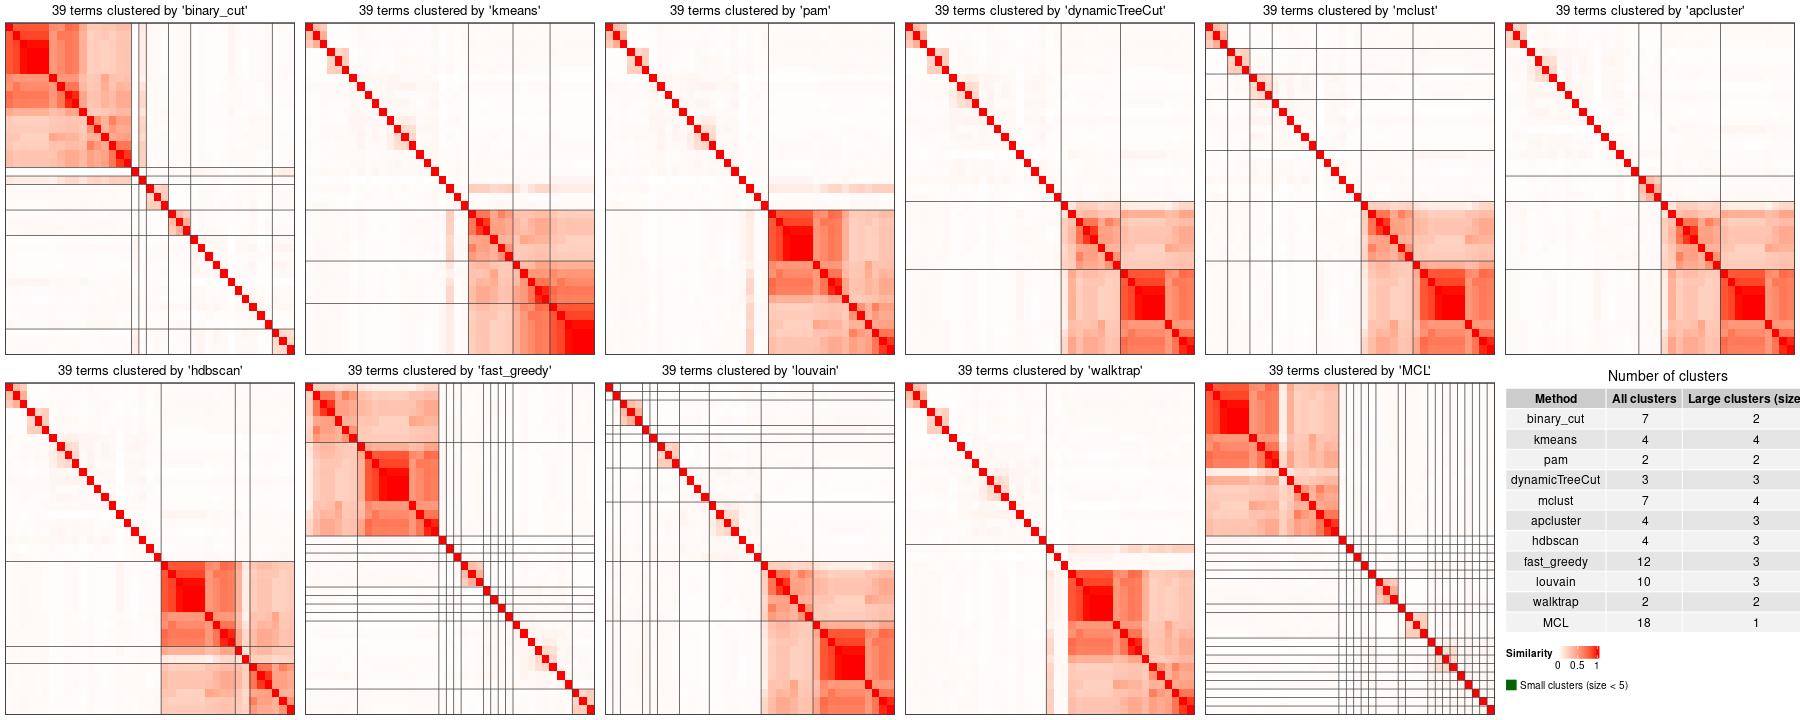 39 terms clustered by 'binary_cut'
39 terms clustered by 'kmeans'
39 terms clustered by 'pam'
39 terms clustered by 'dynamicTreeCut'
39 terms clustered by 'mclust'
39 terms clustered by 'apcluster'
39 terms clustered by 'hdbscan'
39 terms clustered by 'fast_greedy'
39 terms clustered by 'louvain'
39 terms clustered by 'walktrap'
39 terms clustered by 'MCL'
Number of clusters
Method All clusters Large clusters (size
binary_cut 7 2
kmeans 4 4
pam 2 2
dynamicTreeCut 3 3
mclust 7 4
apcluster 4 3
hdbscan 4 3
fast_greedy 12 3
louvain 10 3
walktrap 2 2
MCL 18 1
Similarity
0 0.5 1
Small clusters (size < 5)